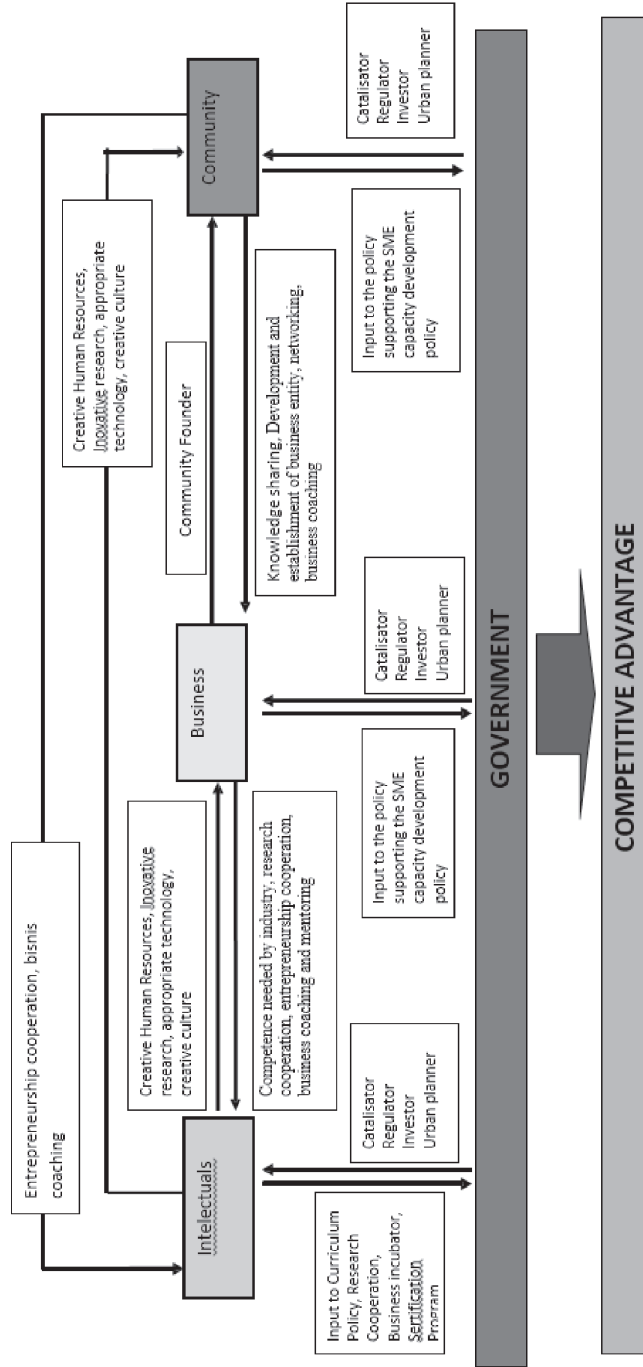 Entrepreneurship cooperation, bisnis
coaching
Creative Human Resources,
Inovative research, appropriate
technology, creative culture
Creative Human Resources, Inovative
research, appropriate technology,
creative culture
Community Founder
Intelectuals
Business
Community
Competence needed by industry, research
cooperation, entrepreneurship cooperation,
business coaching and mentoring
Knowledge sharing, Development and
establishment of business entity, networking,
business coaching
Input to Curriculum
Policy, Research
Cooperation,
Business incubator,
Sertification
Program
Catalisator
Regulator
Investor
Urban planner
Input to the policy
supporting the SME
capacity development
policy
Catalisator
Regulator
Investor
Urban planner
Input to the policy
supporting the SME
capacity development
policy
Catalisator
Regulator
Investor
Urban planner
GOVERNMENT
COMPETITIVE ADVANTAGE